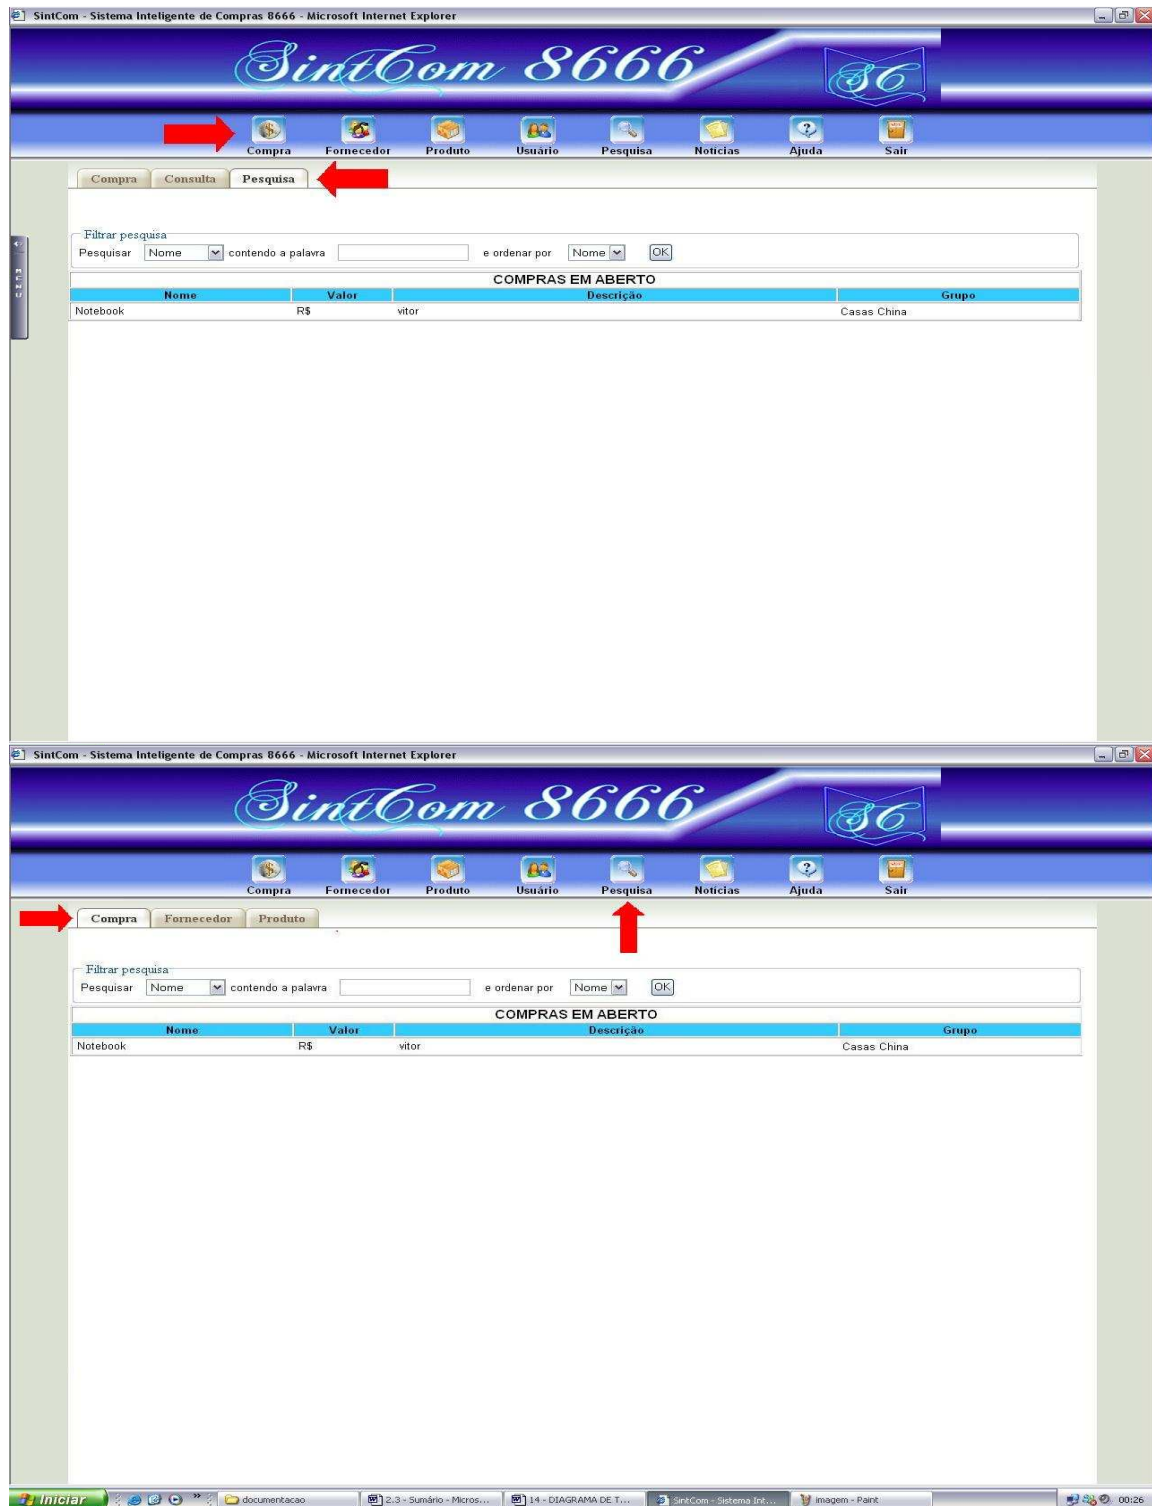 SintCom - Sistema Inteligente de Compras 8666 - Microsoft Internet Explorer
SintCom 8666 SC
Compra Fornecedor Produto Usuário Pesquisa Notícias Ajuda Sair
Compra Consulta Pesquisa
Filtrar pesquisa
Pesquisar Nome contendo a palavra e ordenar por Nome OK
MENU
COMPRAS EM ABERTO
Nome Valor Descrição Grupo
Notebook R$ vitor Casas China
SintCom - Sistema Inteligente de Compras 8666 - Microsoft Internet Explorer
SintCom 8666 SC
Compra Fornecedor Produto Usuário Pesquisa Notícias Ajuda Sair
Compra Fornecedor Produto
Filtrar pesquisa
Pesquisar Nome contendo a palavra e ordenar por Nome OK
COMPRAS EM ABERTO
Nome Valor Descrição Grupo
Notebook R$ vitor Casas China
Iniciar » documentacao 2.3 - Sumário - Micros... 14 - DIAGRAMA DE T... SintCom - Sistema Int... imagem - Paint 00:26